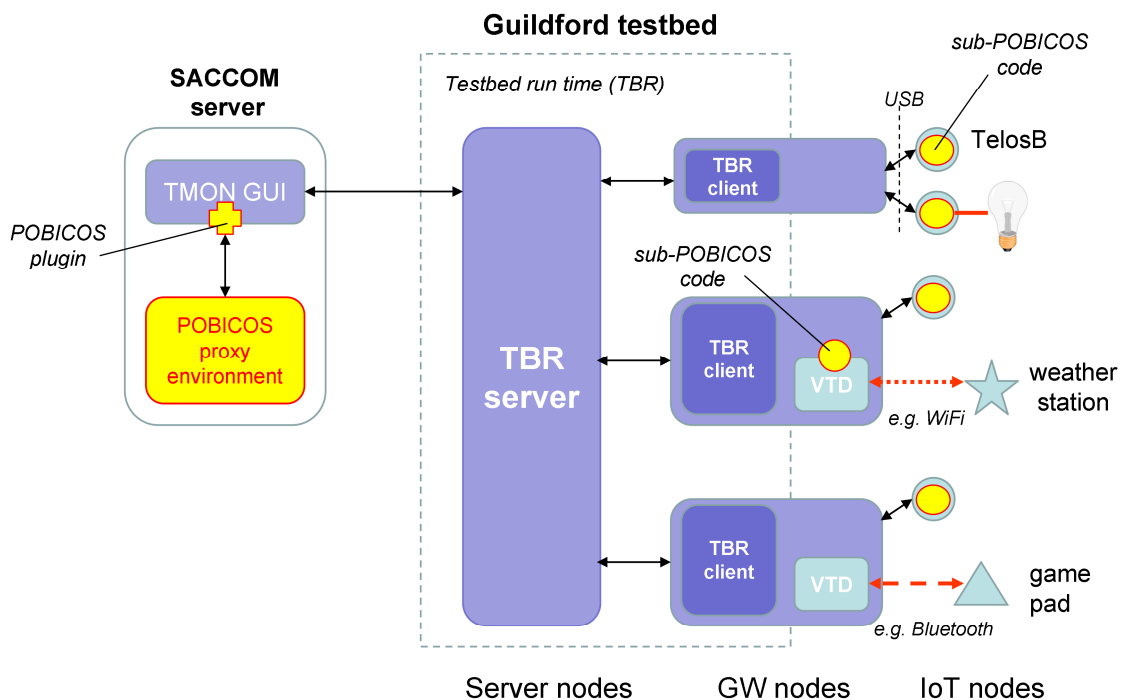 Guildford testbed
sub-POBICOS
code
SACCOM
server
Testbed run time (TBR)
USB
TelosB
TMON GUI
TBR
client
POBICOS
plugin
sub-POBICOS
code
POBICOS
proxy
environment
TBR
server
TBR
client
VTD
weather
station
e.g. WiFi
TBR
client
VTD
game
pad
e.g. Bluetooth
Server nodes
GW nodes
IoT nodes